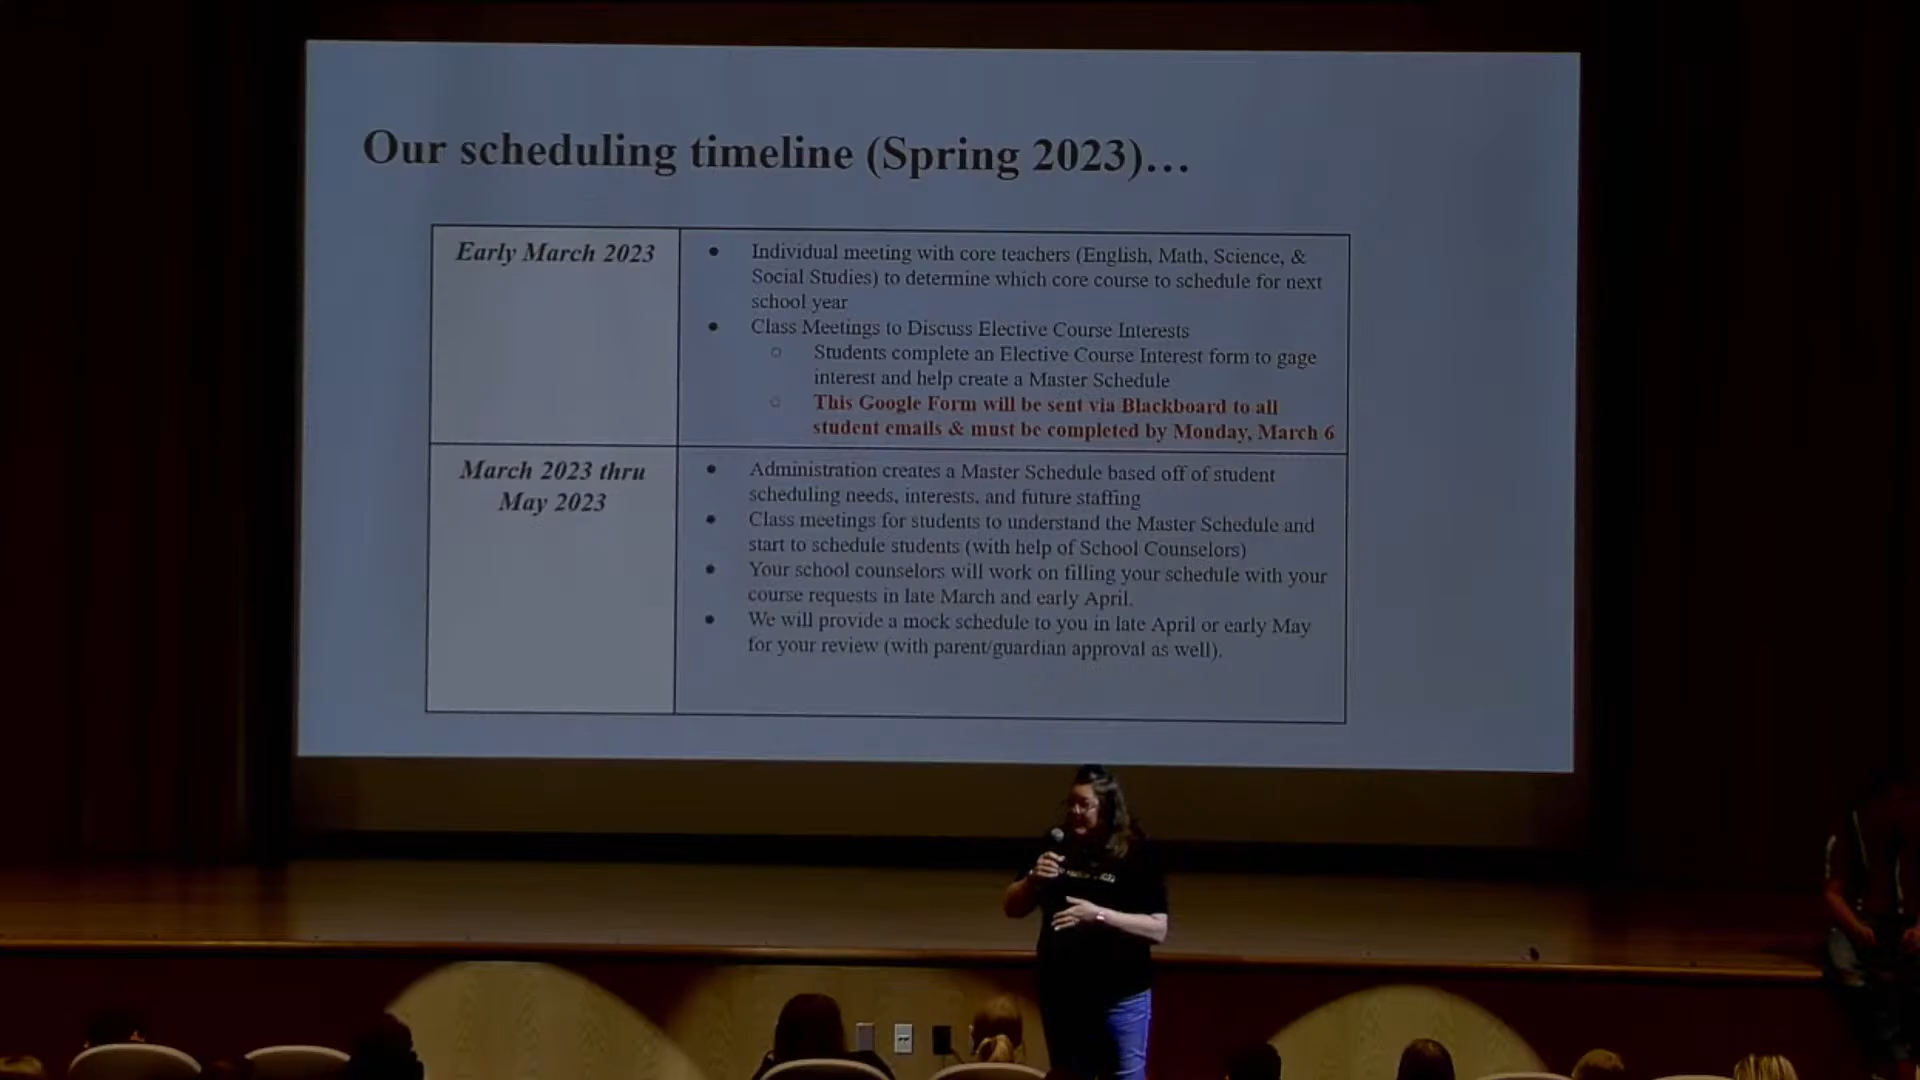 Our scheduling timeline (Spring 2023)…
Early March 2023
● Individual meeting with core teachers (English, Math, Science, &
Social Studies) to determine which core course to schedule for next
school year
● Class Meetings to Discuss Elective Course Interests
○ Students complete an Elective Course Interest form to gage
interest and help create a Master Schedule
○ This Google Form will be sent via Blackboard to all
student emails & must be completed by Monday, March 6
March 2023 thru
May 2023
● Administration creates a Master Schedule based off of student
scheduling needs, interests, and future staffing
● Class meetings for students to understand the Master Schedule and
start to schedule students (with help of School Counselors)
● Your school counselors will work on filling your schedule with your
course requests in late March and early April.
● We will provide a mock schedule to you in late April or early May
for your review (with parent/guardian approval as well).